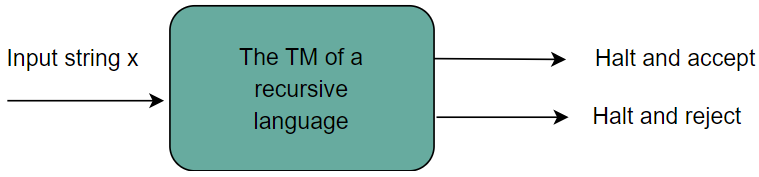 Input string x
The TM of a
recursive
language
Halt and accept
Halt and reject